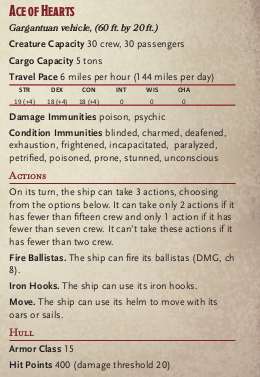 ACE OF HEARTS
Gargantuan vehicle, (60 ft. by 20 ft.)
Creature Capacity 30 crew, 30 passengers
Cargo Capacity 5 tons
Travel Pace 6 miles per hour (144 miles per day)
STR DEX CON INT WIS CHA
19 (+4) 18 (+4) 18 (+4) 0 0 0
Damage Immunities poison, psychic
Condition Immunities blinded, charmed, deafened,
exhaustion, frightened, incapacitated, paralyzed,
petrified, poisoned, prone, stunned, unconscious
ACTIONS
On its turn, the ship can take 3 actions, choosing
from the options below. It can take only 2 actions if it
has fewer than fifteen crew and only 1 action if it has
fewer than seven crew. It can't take these actions if it
has fewer than two crew.
Fire Ballistas. The ship can fire its ballistas (DMG, ch
8).
Iron Hooks. The ship can use its iron hooks.
Move. The ship can use its helm to move with its
oars or sails.
HULL
Armor Class 15
Hit Points 400 (damage threshold 20)